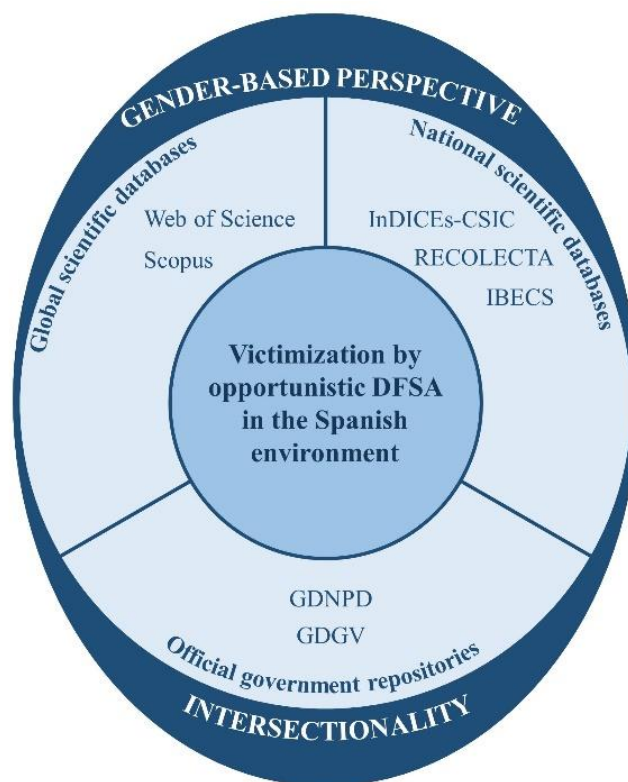 GENDER-BASED PERSPECTIVE
Global scientific databases
Web of Science
Scopus
National scientific databases
InDICEs-CSIC
RECOLECTA
IBECS
Victimization by
opportunistic DFSA
in the Spanish
environment
GDNPD
GDGV
Official government repositories
INTERSECTIONALITY